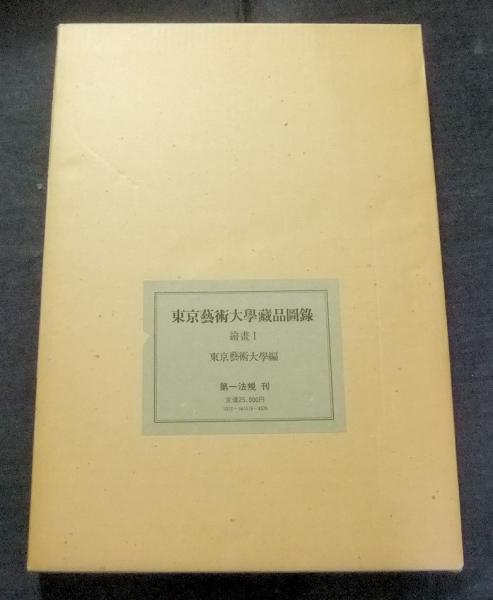 東京藝術大學藏品圖錄
繪畫 I
東京藝術大學編
第一法規 刊
定價25,000円